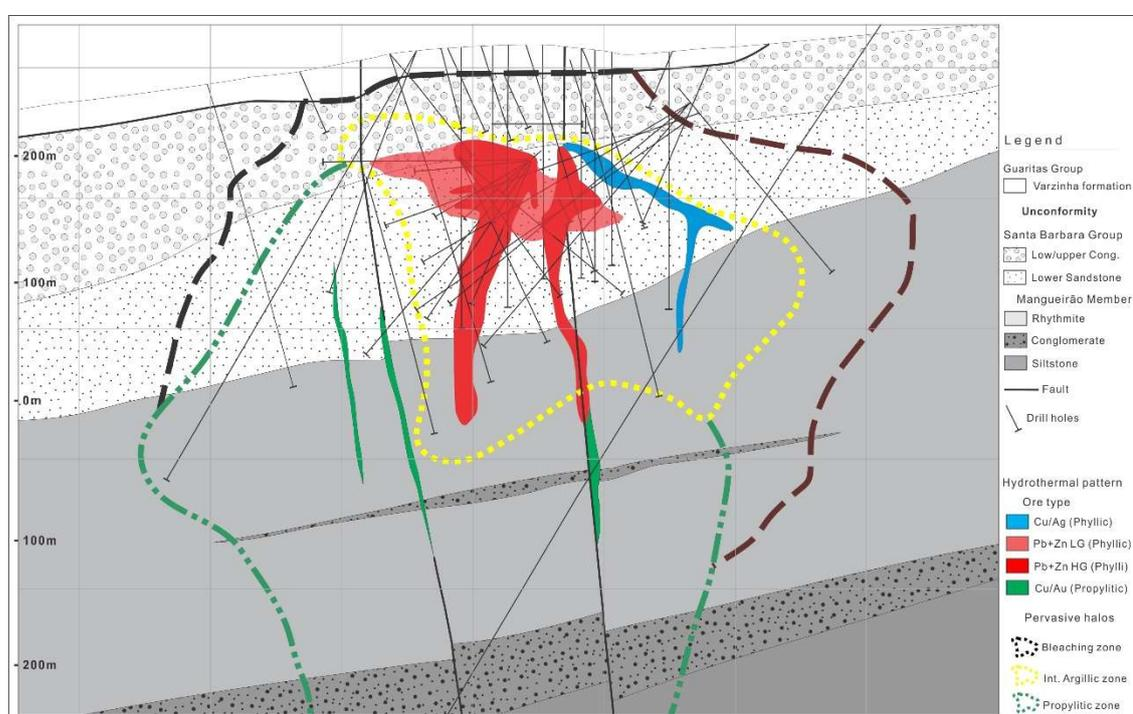 200m
100m
0m
100m
200m
Legend
Guaritas Group
Varzinha formation
Unconformity
Santa Barbara Group
Low/upper Cong.
Lower Sandstone
Mangueirão Member
Rhythmite
Conglomerate
Siltstone
Fault
Drill holes
Hydrothermal pattern
Ore type
Cu/Ag (Phyllic)
Pb+Zn LG (Phyllic)
Pb+Zn HG (Phylli)
Cu/Au (Propylitic)
Pervasive halos
Bleaching zone
Int. Argillic zone
Propylitic zone